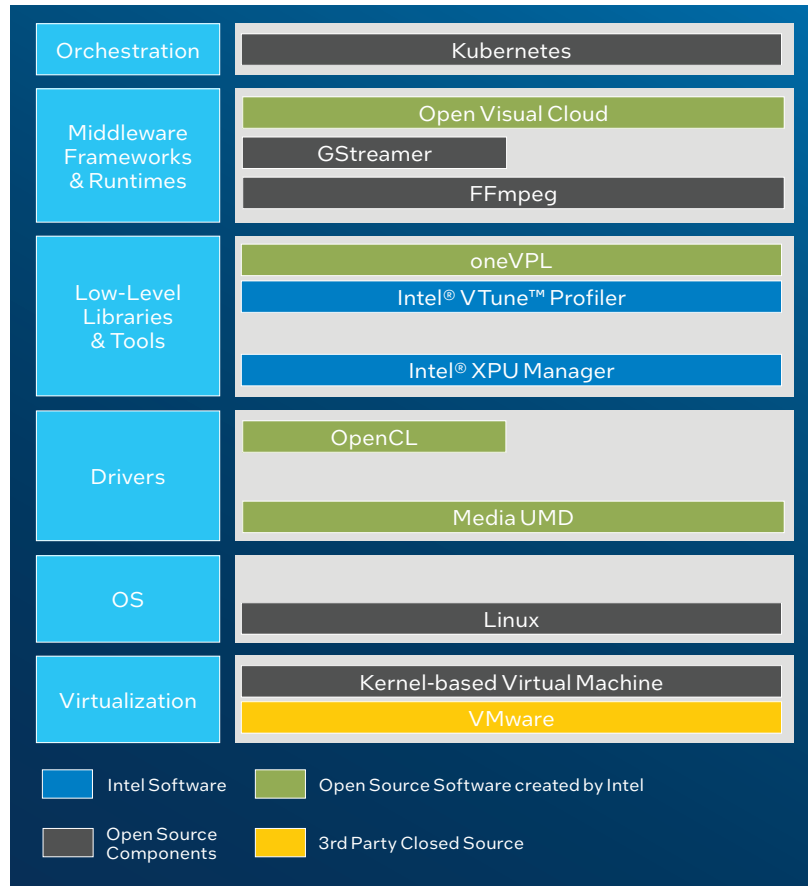 Orchestration
Kubernetes
Middleware
Frameworks
& Runtimes
Open Visual Cloud
GStreamer
FFmpeg
Low-Level
Libraries
& Tools
oneVPL
Intel® VTune™ Profiler
Intel® XPU Manager
Drivers
OpenCL
Media UMD
OS
Linux
Virtualization
Kernel-based Virtual Machine
VMware
Intel Software
Open Source Software created by Intel
Open Source
Components
3rd Party Closed Source